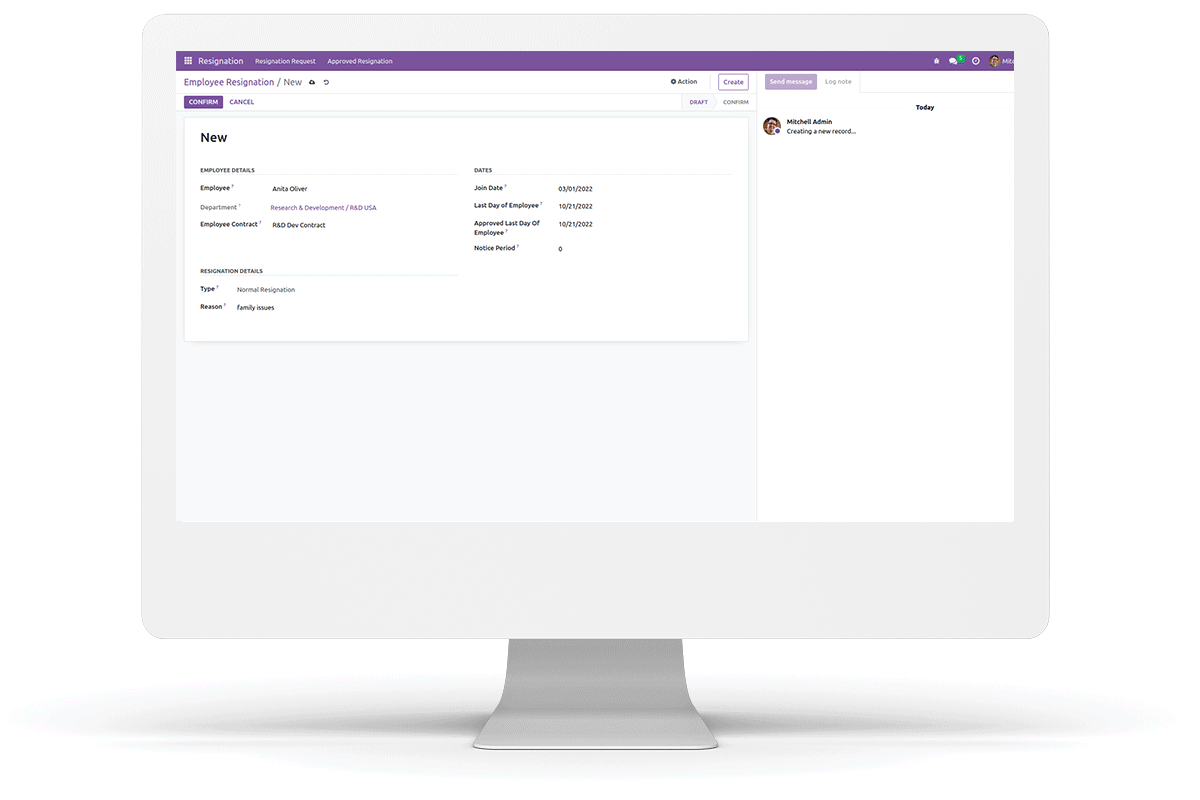 Resignation Resignation Request Approved Resignation 5 Mitc
Employee Resignation / New Action Create Send message Log note
CONFIRM CANCEL DRAFT CONFIRM
Today
Mitchell Admin
Creating a new record...
New
EMPLOYEE DETAILS
Employee ? Anita Oliver
Department ? Research & Development / R&D USA
Employee Contract ? R&D Dev Contract
DATES
Join Date ? 03/01/2022
Last Day of Employee ? 10/21/2022
Approved Last Day Of 10/21/2022
Employee ?
Notice Period ? 0
RESIGNATION DETAILS
Type ? Normal Resignation
Reason ? family issues